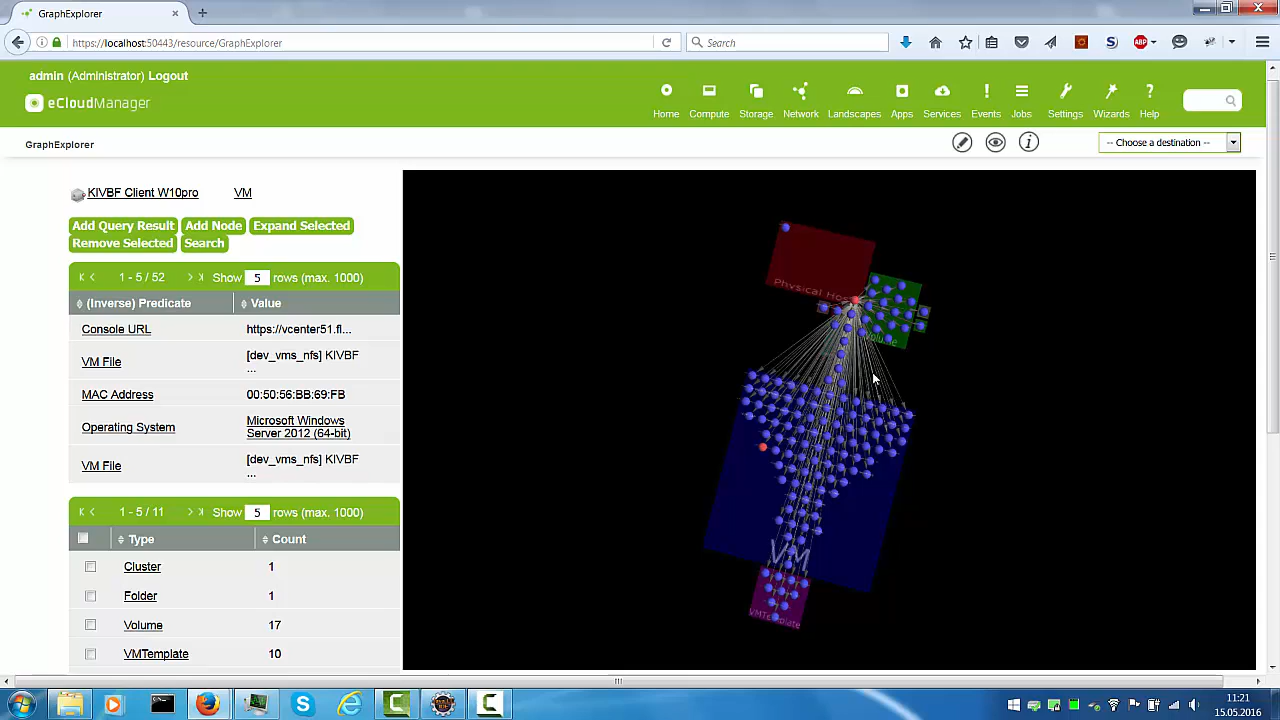 GraphExplorer
https://localhost:50443/resource/GraphExplorer
Search
ABP
admin (Administrator) Logout
eCloudManager
Home Compute Storage Network Landscapes Apps Services Events Jobs Settings Wizards Help
GraphExplorer
-- Choose a destination --
KIVBF Client W10pro VM
Add Query Result Add Node Expand Selected
Remove Selected Search
1 - 5 / 52 Show 5 rows (max. 1000)
(Inverse) Predicate Value
Console URL https://vcenter51.fl...
VM File [dev_vms_nfs] KIVBF
...
MAC Address 00:50:56:BB:69:FB
Operating System Microsoft Windows
Server 2012 (64-bit)
VM File [dev_vms_nfs] KIVBF
...
1 - 5 / 11 Show 5 rows (max. 1000)
Type Count
Cluster 1
Folder 1
Volume 17
VMTemplate 10
Physical Hos
Volume
VM
VMTemplate
11:21
15.05.2016